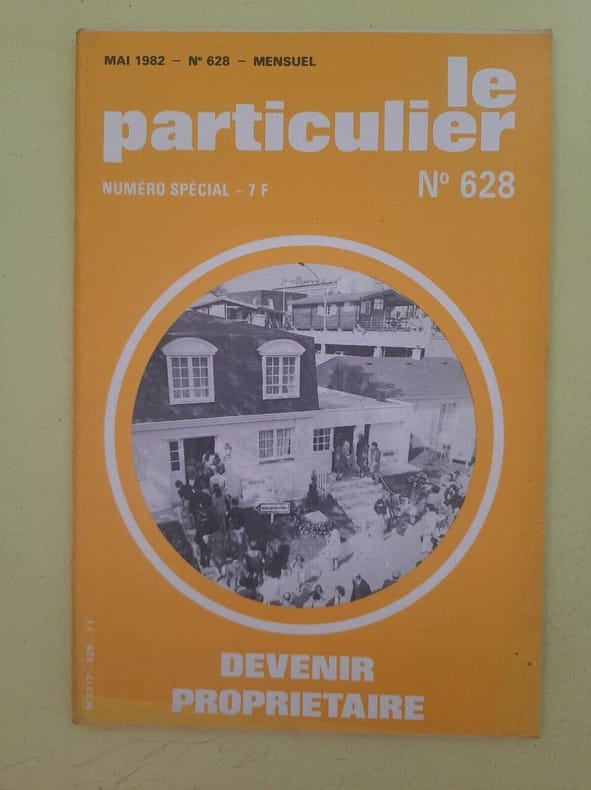 MAI 1982 – N° 628 – MENSUEL
le
particulier
NUMÉRO SPÉCIAL – 7 F
N° 628
DEVENIR
PROPRIETAIRE